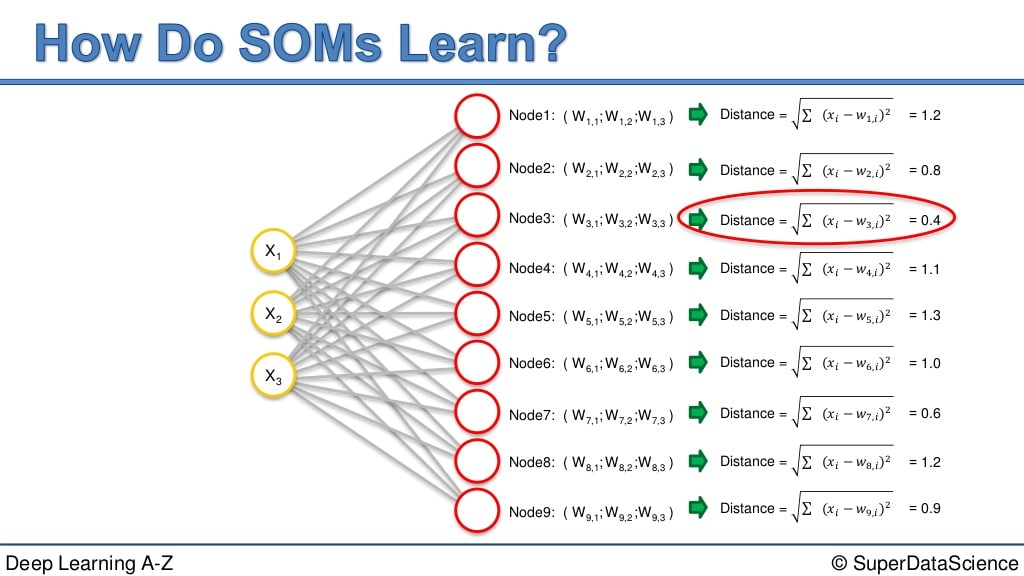 How Do SOMs Learn?
Node1: ( W1,1; W1,2 ;W1,3 ) Distance = √∑ (xi − w1,i)² = 1.2
Node2: ( W2,1; W2,2 ;W2,3 ) Distance = √∑ (xi − w2,i)² = 0.8
Node3: ( W3,1; W3,2 ;W3,3 ) Distance = √∑ (xi − w3,i)² = 0.4
X1
Node4: ( W4,1; W4,2 ;W4,3 ) Distance = √∑ (xi − w4,i)² = 1.1
X2
Node5: ( W5,1; W5,2 ;W5,3 ) Distance = √∑ (xi − w5,i)² = 1.3
Node6: ( W6,1; W6,2 ;W6,3 ) Distance = √∑ (xi − w6,i)² = 1.0
X3
Node7: ( W7,1; W7,2 ;W7,3 ) Distance = √∑ (xi − w7,i)² = 0.6
Node8: ( W8,1; W8,2 ;W8,3 ) Distance = √∑ (xi − w8,i)² = 1.2
Node9: ( W9,1; W9,2 ;W9,3 ) Distance = √∑ (xi − w9,i)² = 0.9
Deep Learning A-Z
© SuperDataScience